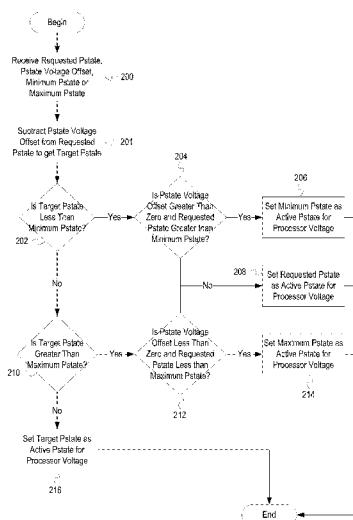 Begin
Receive Requested Pstate,
Pstate Voltage Offset,
Minimum Pstate or
Maximum Pstate
200
Subtract Pstate Voltage
Offset from Requested
Pstate to get Target Pstate
201
204
Is Target Pstate
Less Than
Minimum Pstate?
202
Yes
Is Pstate Voltage
Offset Greater Than
Zero and Requested
Pstate Greater than
Minimum Pstate?
Yes
206
Set Minimum Pstate as
Active Pstate for
Processor Voltage
No
No
208
Set Requested Pstate
as Active Pstate for
Processor Voltage
Is Target Pstate
Greater Than
Maximum Pstate?
210
Yes
Is Pstate Voltage
Offset Less Than
Zero and Requested
Pstate Less than
Maximum Pstate?
212
Yes
Set Maximum Pstate as
Active Pstate for
Processor Voltage
214
No
Set Target Pstate as
Active Pstate for
Processor Voltage
216
End